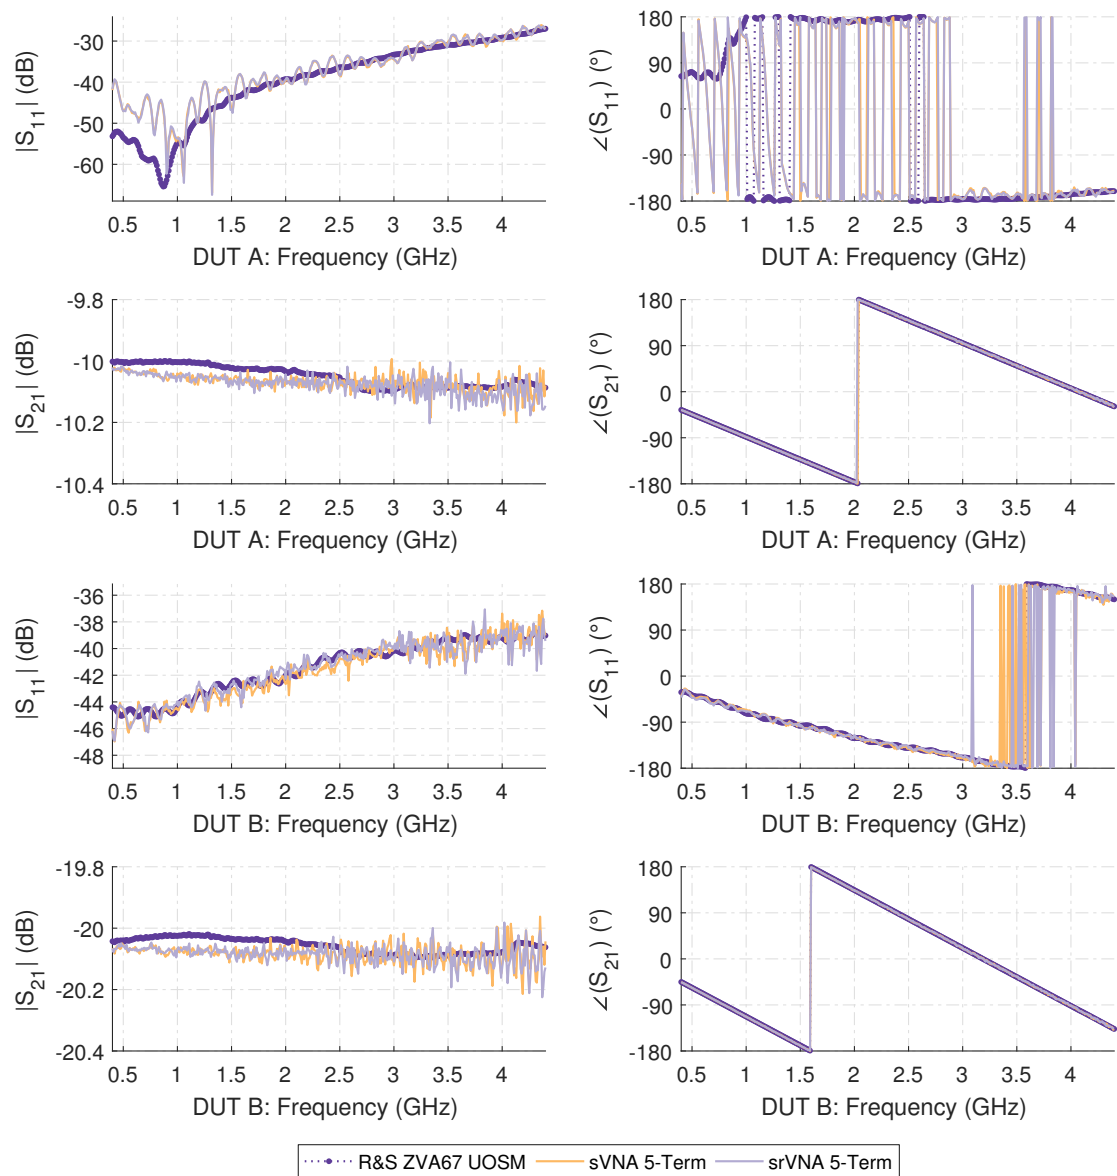 |S11| (dB)
-30
-40
-50
-60
0.5 1 1.5 2 2.5 3 3.5 4
DUT A: Frequency (GHz)
∠(S11) (°)
180
90
0
-90
-180
0.5 1 1.5 2 2.5 3 3.5 4
DUT A: Frequency (GHz)
|S21| (dB)
-9.8
-10
-10.2
-10.4
0.5 1 1.5 2 2.5 3 3.5 4
DUT A: Frequency (GHz)
∠(S21) (°)
180
90
0
-90
-180
0.5 1 1.5 2 2.5 3 3.5 4
DUT A: Frequency (GHz)
|S11| (dB)
-36
-38
-40
-42
-44
-46
-48
0.5 1 1.5 2 2.5 3 3.5 4
DUT B: Frequency (GHz)
∠(S11) (°)
180
90
0
-90
-180
0.5 1 1.5 2 2.5 3 3.5 4
DUT B: Frequency (GHz)
|S21| (dB)
-19.8
-20
-20.2
-20.4
0.5 1 1.5 2 2.5 3 3.5 4
DUT B: Frequency (GHz)
∠(S21) (°)
180
90
0
-90
-180
0.5 1 1.5 2 2.5 3 3.5 4
DUT B: Frequency (GHz)
R&S ZVA67 UOSM sVNA 5-Term srVNA 5-Term